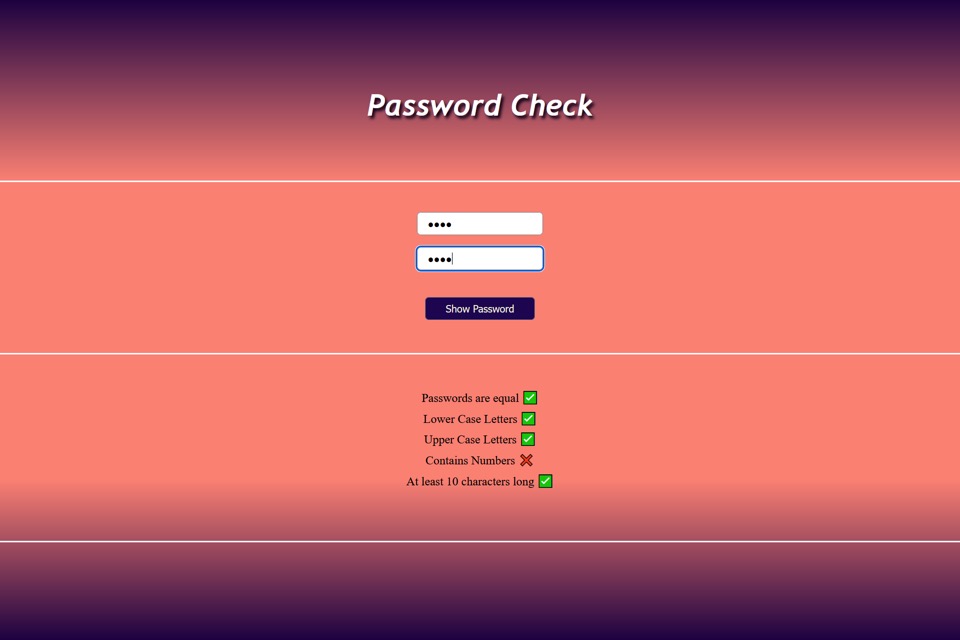 Password Check
••••
••••
Show Password
Passwords are equal ✅
Lower Case Letters ✅
Upper Case Letters ✅
Contains Numbers ❌
At least 10 characters long ✅